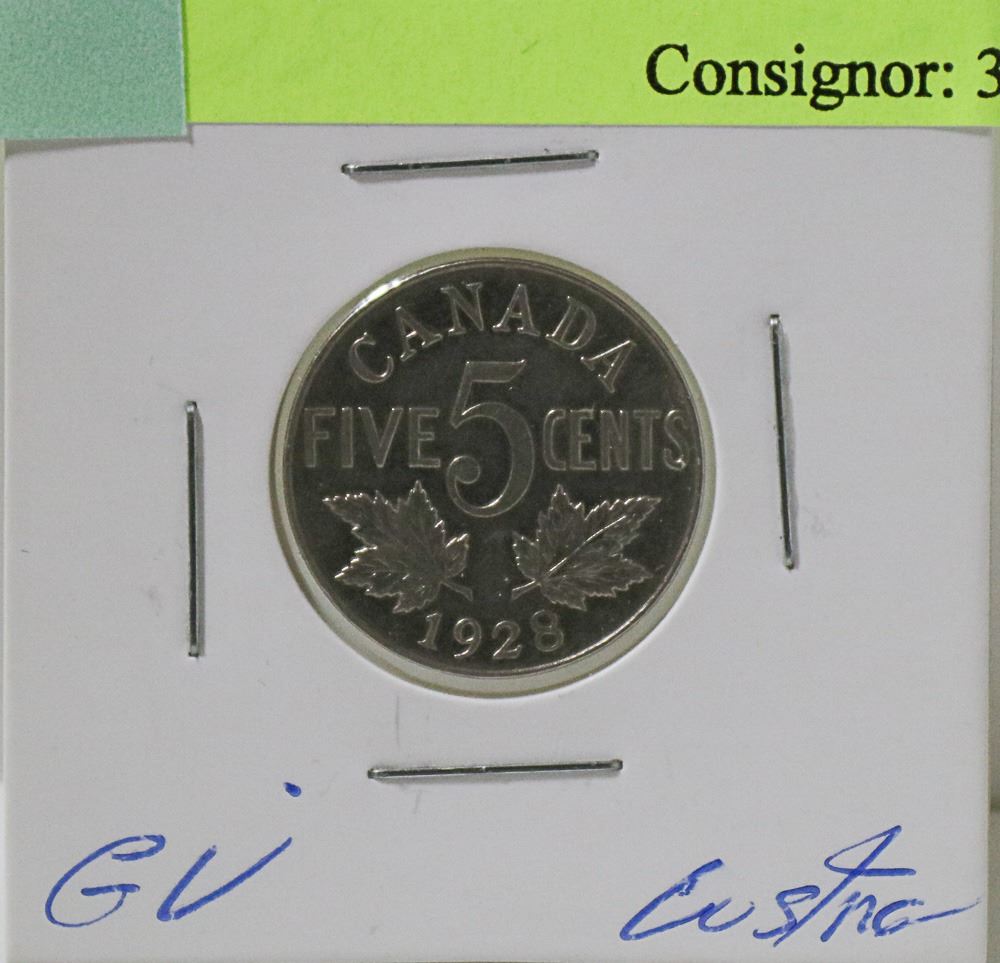 Consignor: 3
CANADA
FIVE 5 CENTS
1928
GV